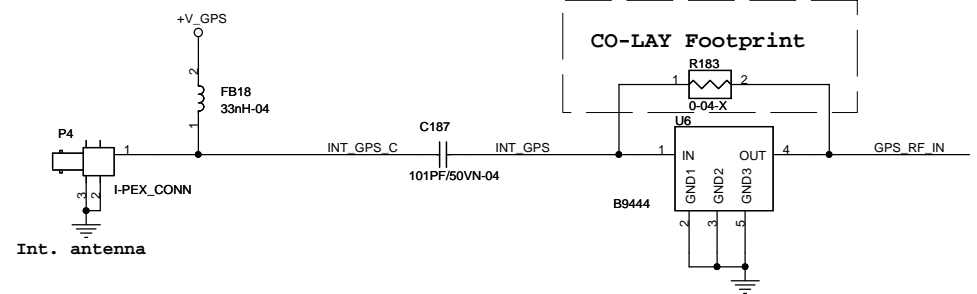 +V_GPS
CO-LAY Footprint
R183
1
2
0-04-X
2
FB18
33nH-04
1
U6
P4
C187
1
INT_GPS_C
INT_GPS
1
IN
OUT
4
GPS_RF_IN
101PF/50VN-04
I-PEX_CONN
3
2
GND1
GND2
GND3
B9444
2
3
5
Int. antenna